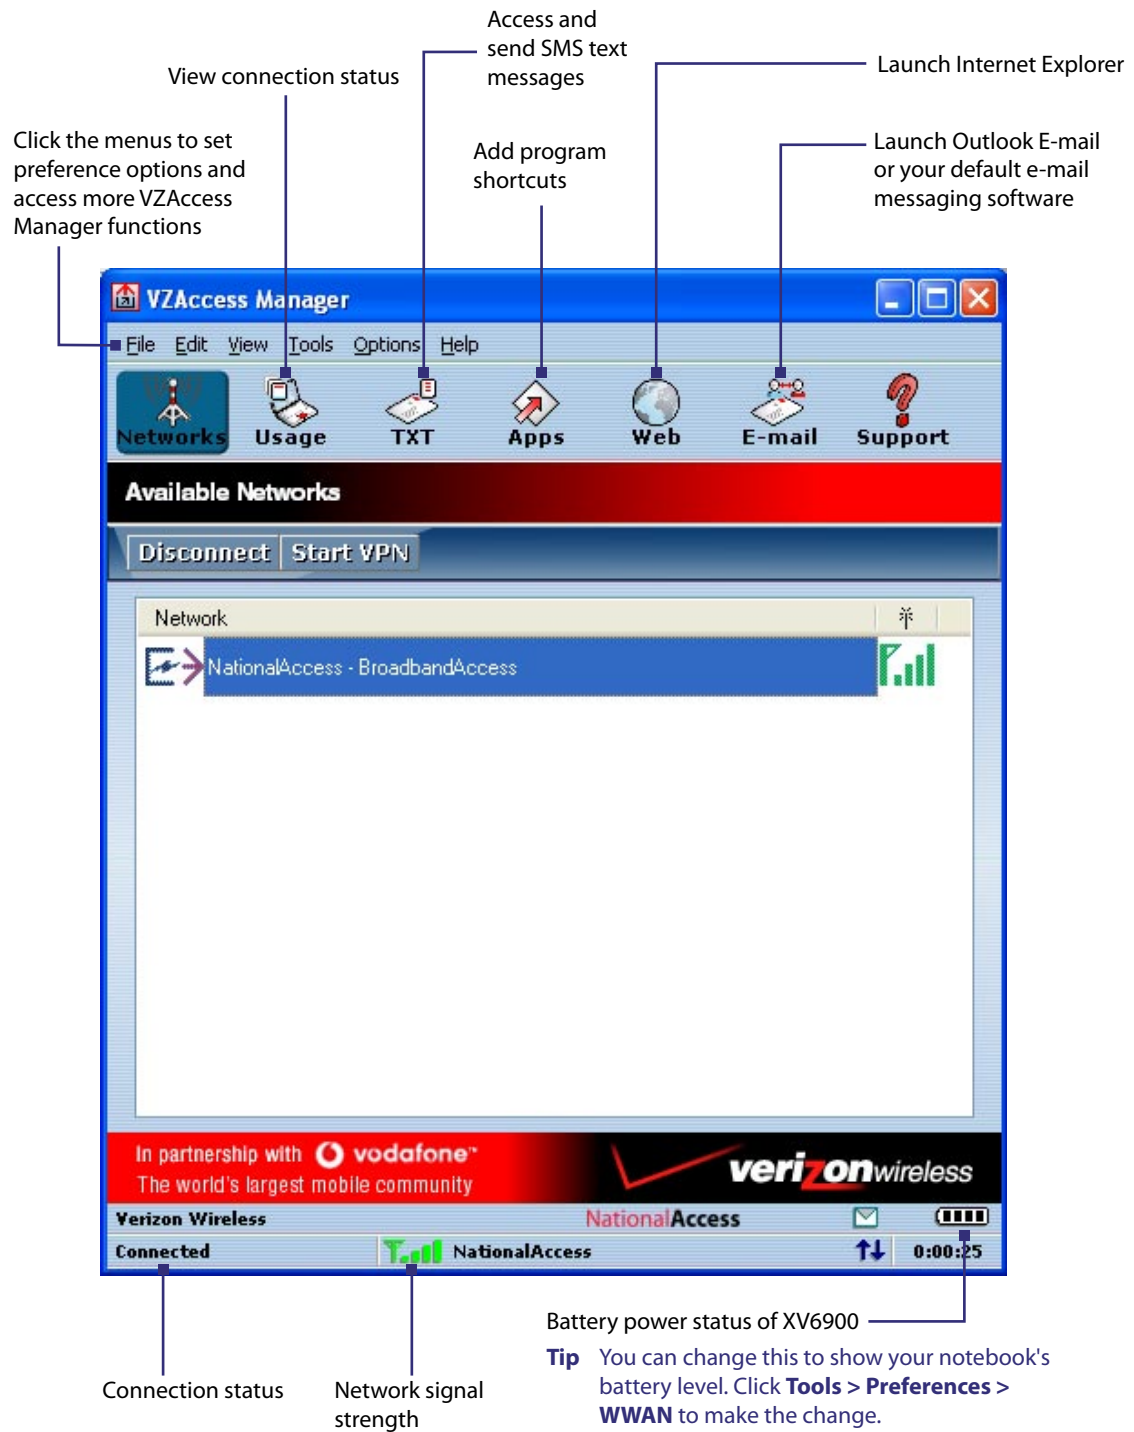 Access and
send SMS text
messages
View connection status
Launch Internet Explorer
Click the menus to set
preference options and
access more VZAccess
Manager functions
Add program
shortcuts
Launch Outlook E-mail
or your default e-mail
messaging software
VZAccess Manager
File Edit View Tools Options Help
Networks Usage TXT Apps Web E-mail Support
Available Networks
Disconnect Start VPN
Network
NationalAccess - BroadbandAccess
In partnership with vodafone™
The world's largest mobile community
verizonwireless
Verizon Wireless NationalAccess
Connected NationalAccess 0:00:25
Battery power status of XV6900
Tip You can change this to show your notebook's
battery level. Click Tools > Preferences >
WWAN to make the change.
Connection status
Network signal
strength